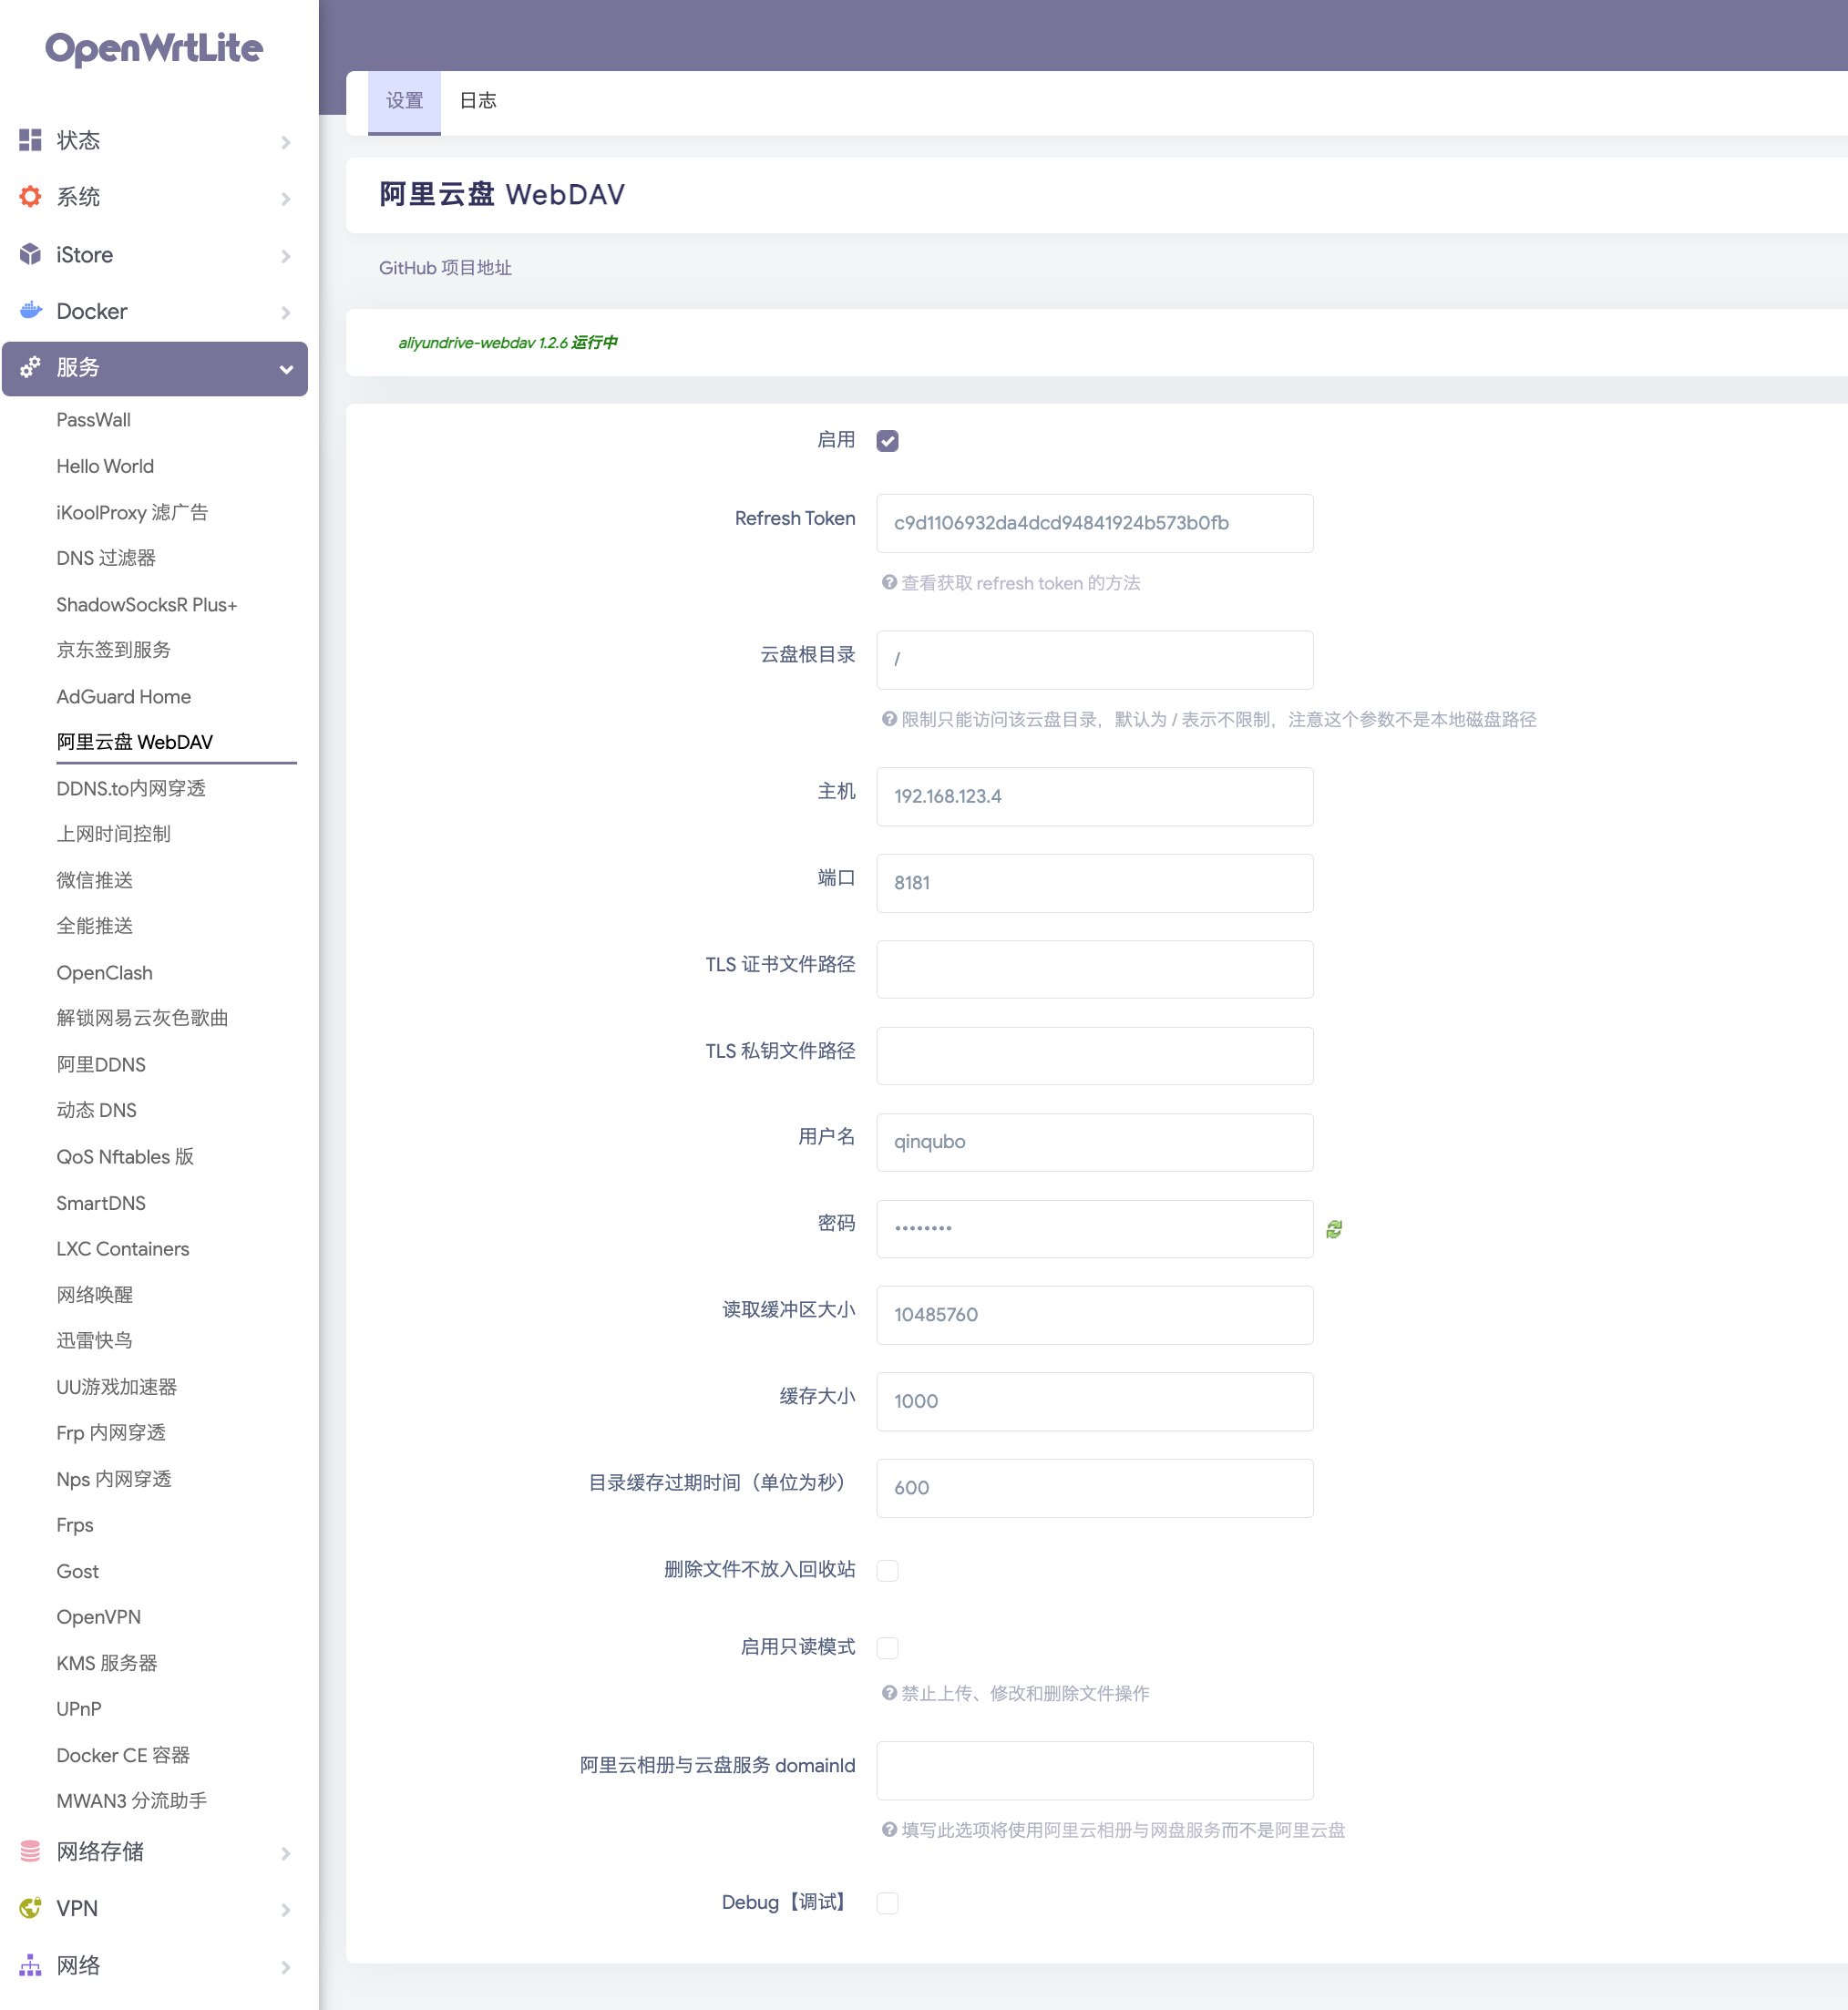 OpenWrtLite
状态
系统
iStore
Docker
服务
PassWall
Hello World
iKoolProxy 滤广告
DNS 过滤器
ShadowSocksR Plus+
京东签到服务
AdGuard Home
阿里云盘 WebDAV
DDNS.to内网穿透
上网时间控制
微信推送
全能推送
OpenClash
解锁网易云灰色歌曲
阿里DDNS
动态 DNS
QoS Nftables 版
SmartDNS
LXC Containers
网络唤醒
迅雷快鸟
UU游戏加速器
Frp 内网穿透
Nps 内网穿透
Frps
Gost
OpenVPN
KMS 服务器
UPnP
Docker CE 容器
MWAN3 分流助手
网络存储
VPN
网络
设置 日志
阿里云盘 WebDAV
GitHub 项目地址
aliyundrive-webdav 1.2.6 运行中
启用
Refresh Token c9d1106932da4dcd94841924b573b0fb
查看获取 refresh token 的方法
云盘根目录 /
限制只能访问该云盘目录，默认为 / 表示不限制，注意这个参数不是本地磁盘路径
主机 192.168.123.4
端口 8181
TLS 证书文件路径
TLS 私钥文件路径
用户名 qinqubo
密码 ••••••••
读取缓冲区大小 10485760
缓存大小 1000
目录缓存过期时间（单位为秒） 600
删除文件不放入回收站
启用只读模式
禁止上传、修改和删除文件操作
阿里云相册与云盘服务 domainId
填写此选项将使用阿里云相册与网盘服务而不是阿里云盘
Debug【调试】